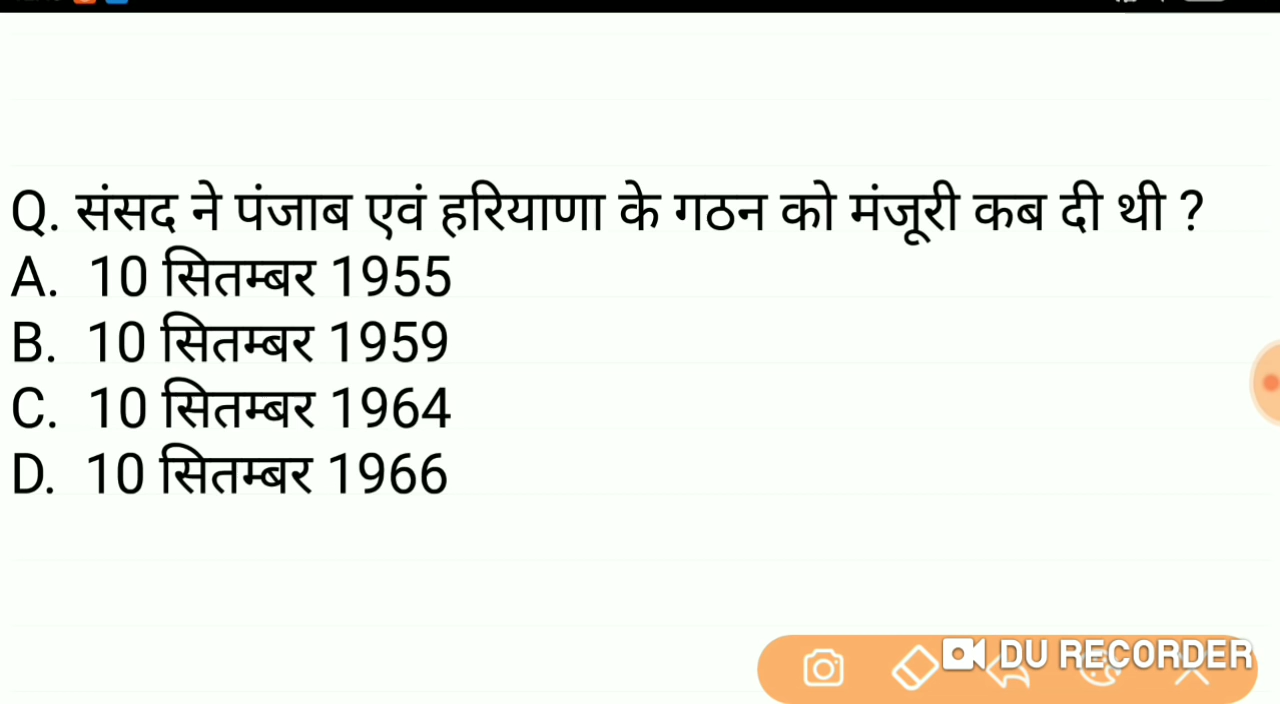 Q. संसद ने पंजाब एवं हरियाणा के गठन को मंजूरी कब दी थी ?
A. 10 सितम्बर 1955
B. 10 सितम्बर 1959
C. 10 सितम्बर 1964
D. 10 सितम्बर 1966
DU RECORDER